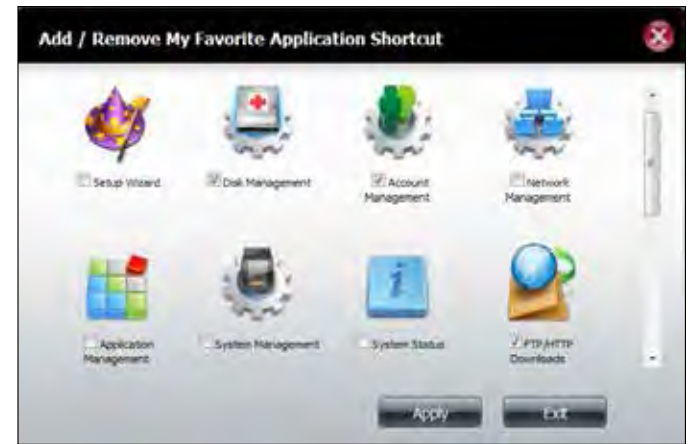 Add / Remove My Favorite Application Shortcut
Setup Wizard
Disk Management
Account
Management
Network
Management
Application
Management
System Management
System Status
FTP/HTTP
Downloads
Apply
Exit